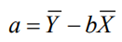 a = Y̅ − bX̅